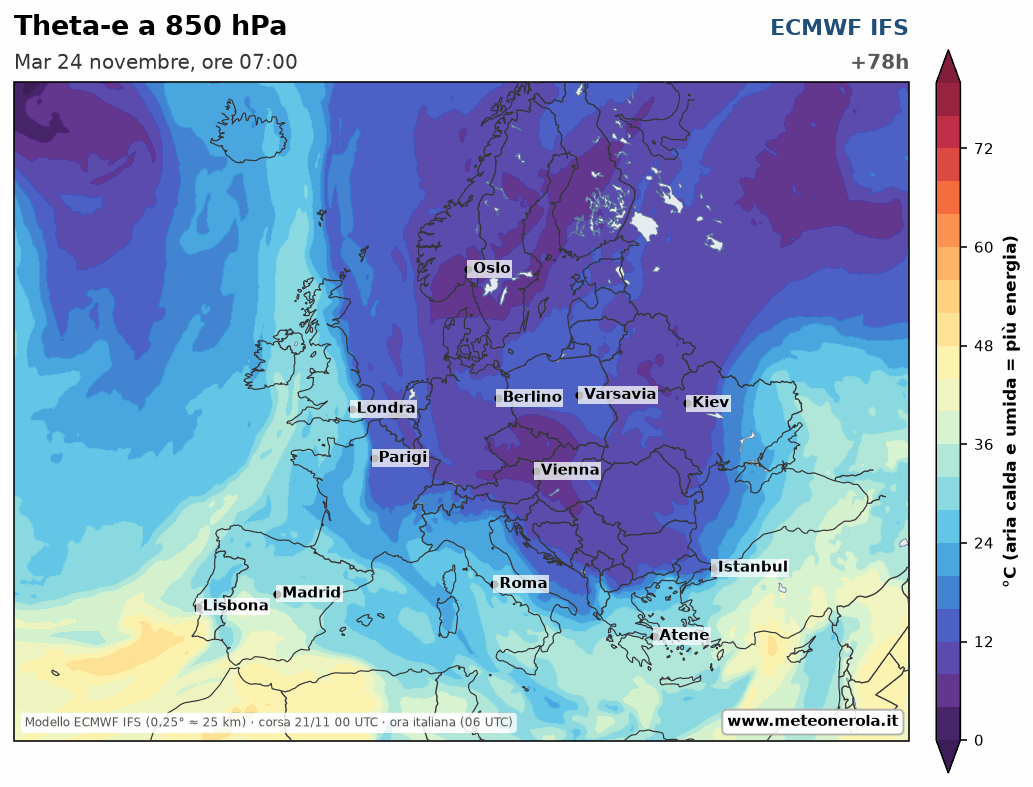 Theta-e a 850 hPa
ECMWF IFS
Mar 24 novembre, ore 07:00
+78h
Oslo
Berlino
Varsavia
Kiev
Londra
Parigi
Vienna
Istanbul
Roma
Madrid
Lisbona
Atene
Modello ECMWF IFS (0,25° ≈ 25 km) · corsa 21/11 00 UTC · ora italiana (06 UTC)
www.meteonerola.it
72
60
48
36
24
12
0
°C (aria calda e umida = più energia)